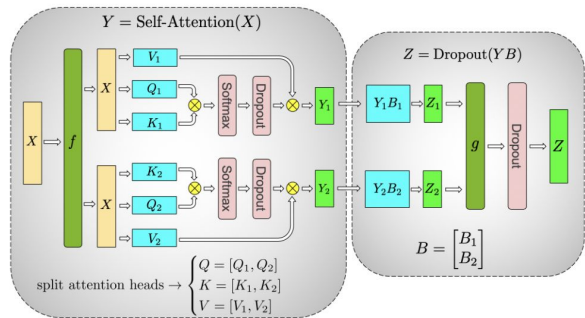 Y = Self-Attention(X)
X
f
X
V₁
Q₁
K₁
Softmax
Dropout
Y₁
X
K₂
Q₂
V₂
Softmax
Dropout
Y₂
split attention heads → { Q = [Q₁, Q₂]
K = [K₁, K₂]
V = [V₁, V₂]
Z = Dropout(YB)
Y₁B₁
Z₁
Y₂B₂
Z₂
g
Dropout
Z
B = [B₁
B₂]